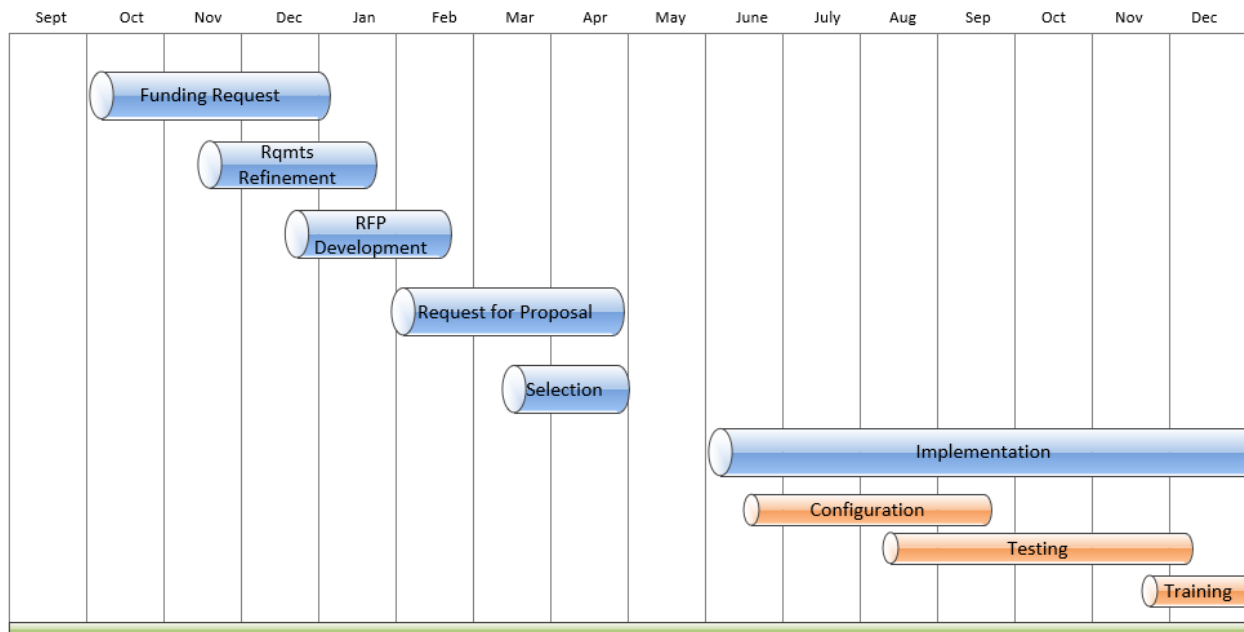 Sept Oct Nov Dec Jan Feb Mar Apr May June July Aug Sep Oct Nov Dec
Funding Request
Rqmts
Refinement
RFP
Development
Request for Proposal
Selection
Implementation
Configuration
Testing
Training